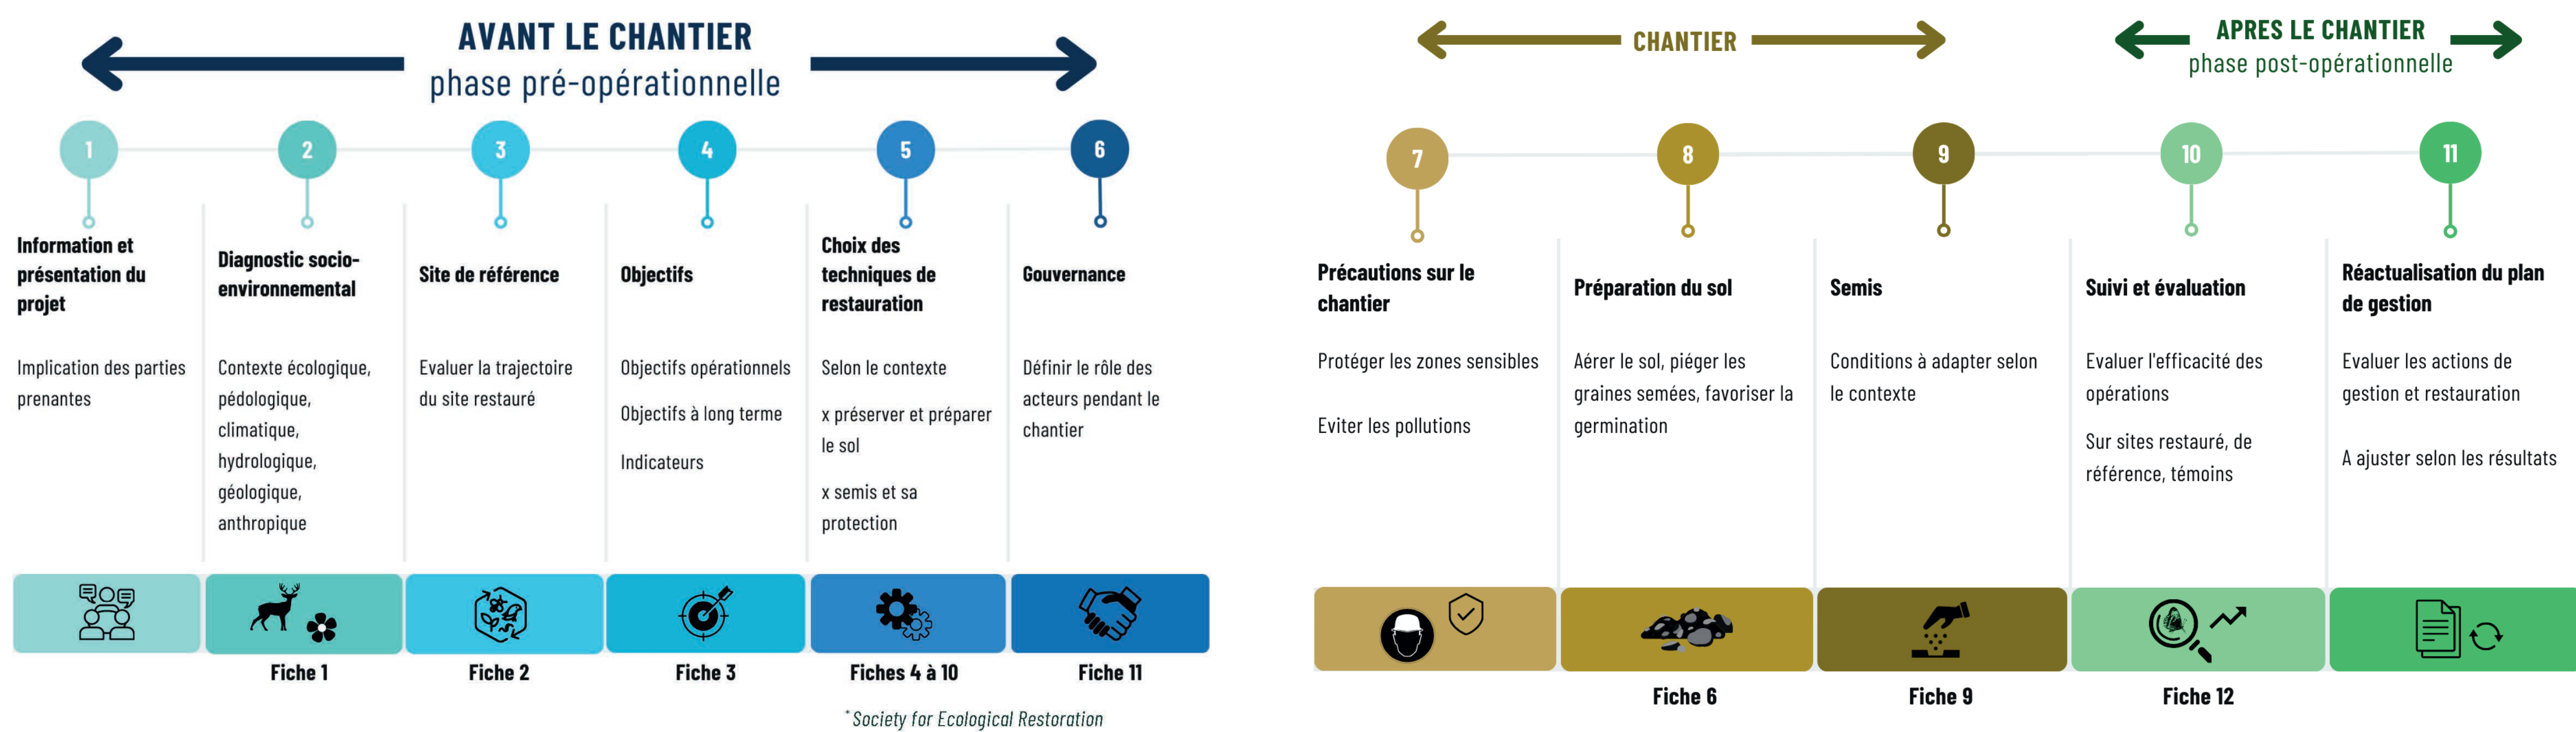 AVANT LE CHANTIER
phase pré-opérationnelle
1
2
3
4
5
6
Information et
présentation du
projet
Implication des parties
prenantes
Diagnostic socio-
environnemental
Contexte écologique,
pédologique,
climatique,
hydrologique,
géologique,
anthropique
Fiche 1
Site de référence
Evaluer la trajectoire
du site restauré
Fiche 2
Objectifs
Objectifs opérationnels
Objectifs à long terme
Indicateurs
Fiche 3
Choix des
techniques de
restauration
Selon le contexte
x préserver et préparer
le sol
x semis et sa
protection
Fiches 4 à 10
Gouvernance
Définir le rôle des
acteurs pendant le
chantier
Fiche 11
* Society for Ecological Restoration
CHANTIER
7
8
9
Précautions sur le
chantier
Protéger les zones sensibles
Eviter les pollutions
Préparation du sol
Aérer le sol, piéger les
graines semées, favoriser la
germination
Fiche 6
Semis
Conditions à adapter selon
le contexte
Fiche 9
APRES LE CHANTIER
phase post-opérationnelle
10
11
Suivi et évaluation
Evaluer l'efficacité des
opérations
Sur sites restauré, de
référence, témoins
Fiche 12
Réactualisation du plan
de gestion
Evaluer les actions de
gestion et restauration
A ajuster selon les résultats